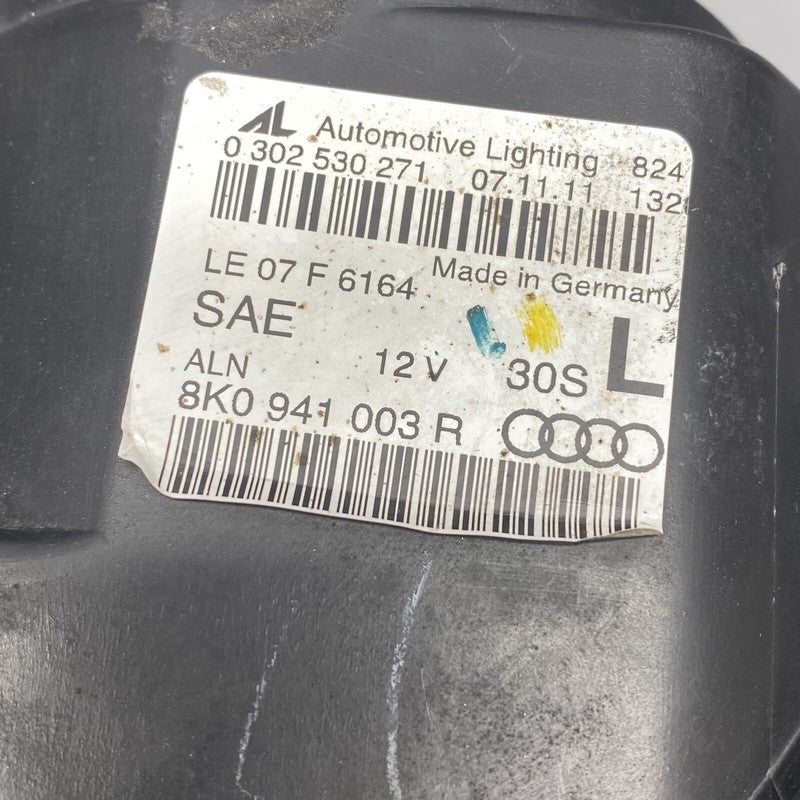 AL Automotive Lighting 824
0 302 530 271 07.11.11 132
LE 07 F 6164 Made in Germany
SAE L
ALN 12 V 30S
8K0 941 003 R